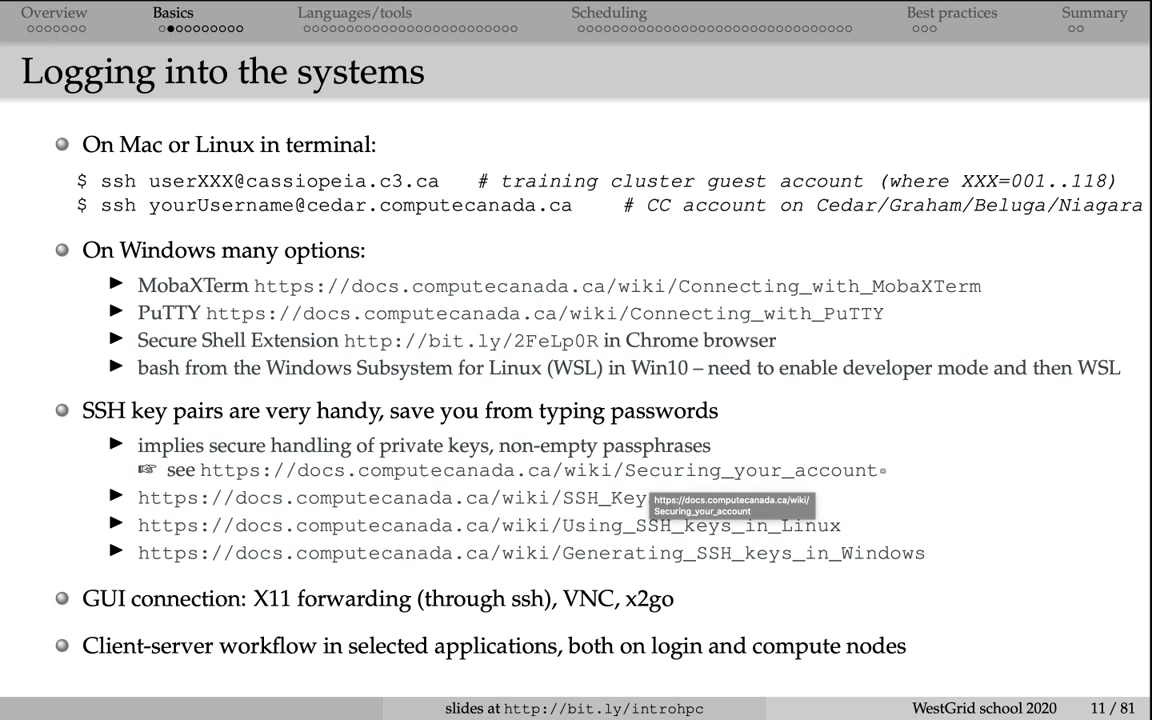 Overview Basics Languages/tools Scheduling Best practices Summary
Logging into the systems
On Mac or Linux in terminal:
$ ssh userXXX@cassiopeia.c3.ca # training cluster guest account (where XXX=001..118)
$ ssh yourUsername@cedar.computecanada.ca # CC account on Cedar/Graham/Beluga/Niagara
On Windows many options:
MobaXTerm https://docs.computecanada.ca/wiki/Connecting_with_MobaXTerm
PuTTY https://docs.computecanada.ca/wiki/Connecting_with_PuTTY
Secure Shell Extension http://bit.ly/2FeLp0R in Chrome browser
bash from the Windows Subsystem for Linux (WSL) in Win10 – need to enable developer mode and then WSL
SSH key pairs are very handy, save you from typing passwords
implies secure handling of private keys, non-empty passphrases
☞ see https://docs.computecanada.ca/wiki/Securing_your_account
https://docs.computecanada.ca/wiki/SSH_Key
https://docs.computecanada.ca/wiki/
Securing_your_account
https://docs.computecanada.ca/wiki/Using_SSH_keys_in_Linux
https://docs.computecanada.ca/wiki/Generating_SSH_keys_in_Windows
GUI connection: X11 forwarding (through ssh), VNC, x2go
Client-server workflow in selected applications, both on login and compute nodes
slides at http://bit.ly/introhpc WestGrid school 2020 11 / 81